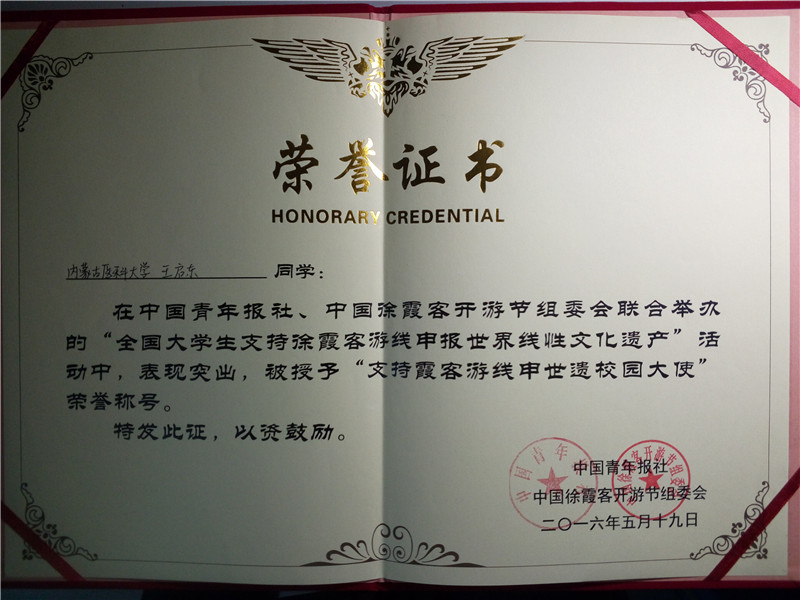 荣誉证书
HONORARY CREDENTIAL
内蒙古医科大学 王启东 同学：
在中国青年报社、中国徐霞客开游节组委会联合举办
的“全国大学生支持徐霞客游线申报世界线性文化遗产”活
动中，表现突出，被授予“支持霞客游线申世遗校园大使”
荣誉称号。
特发此证，以资鼓励。
中国青年报社
中国徐霞客开游节组委会
二〇一六年五月十九日